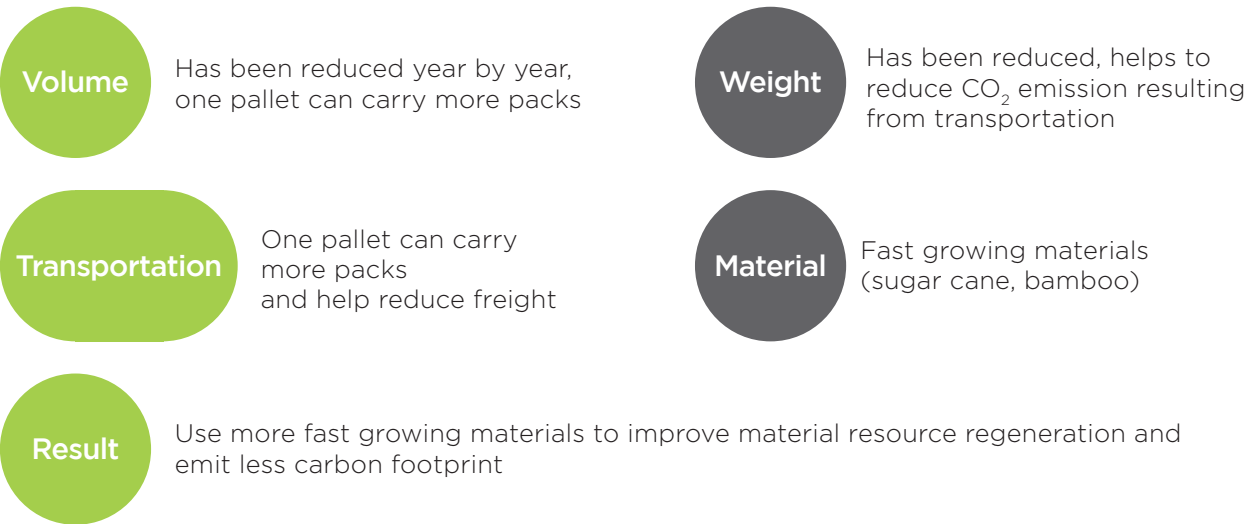 Volume
Has been reduced year by year,
one pallet can carry more packs
Weight
Has been reduced, helps to
reduce CO₂ emission resulting
from transportation
Transportation
One pallet can carry
more packs
and help reduce freight
Material
Fast growing materials
(sugar cane, bamboo)
Result
Use more fast growing materials to improve material resource regeneration and
emit less carbon footprint